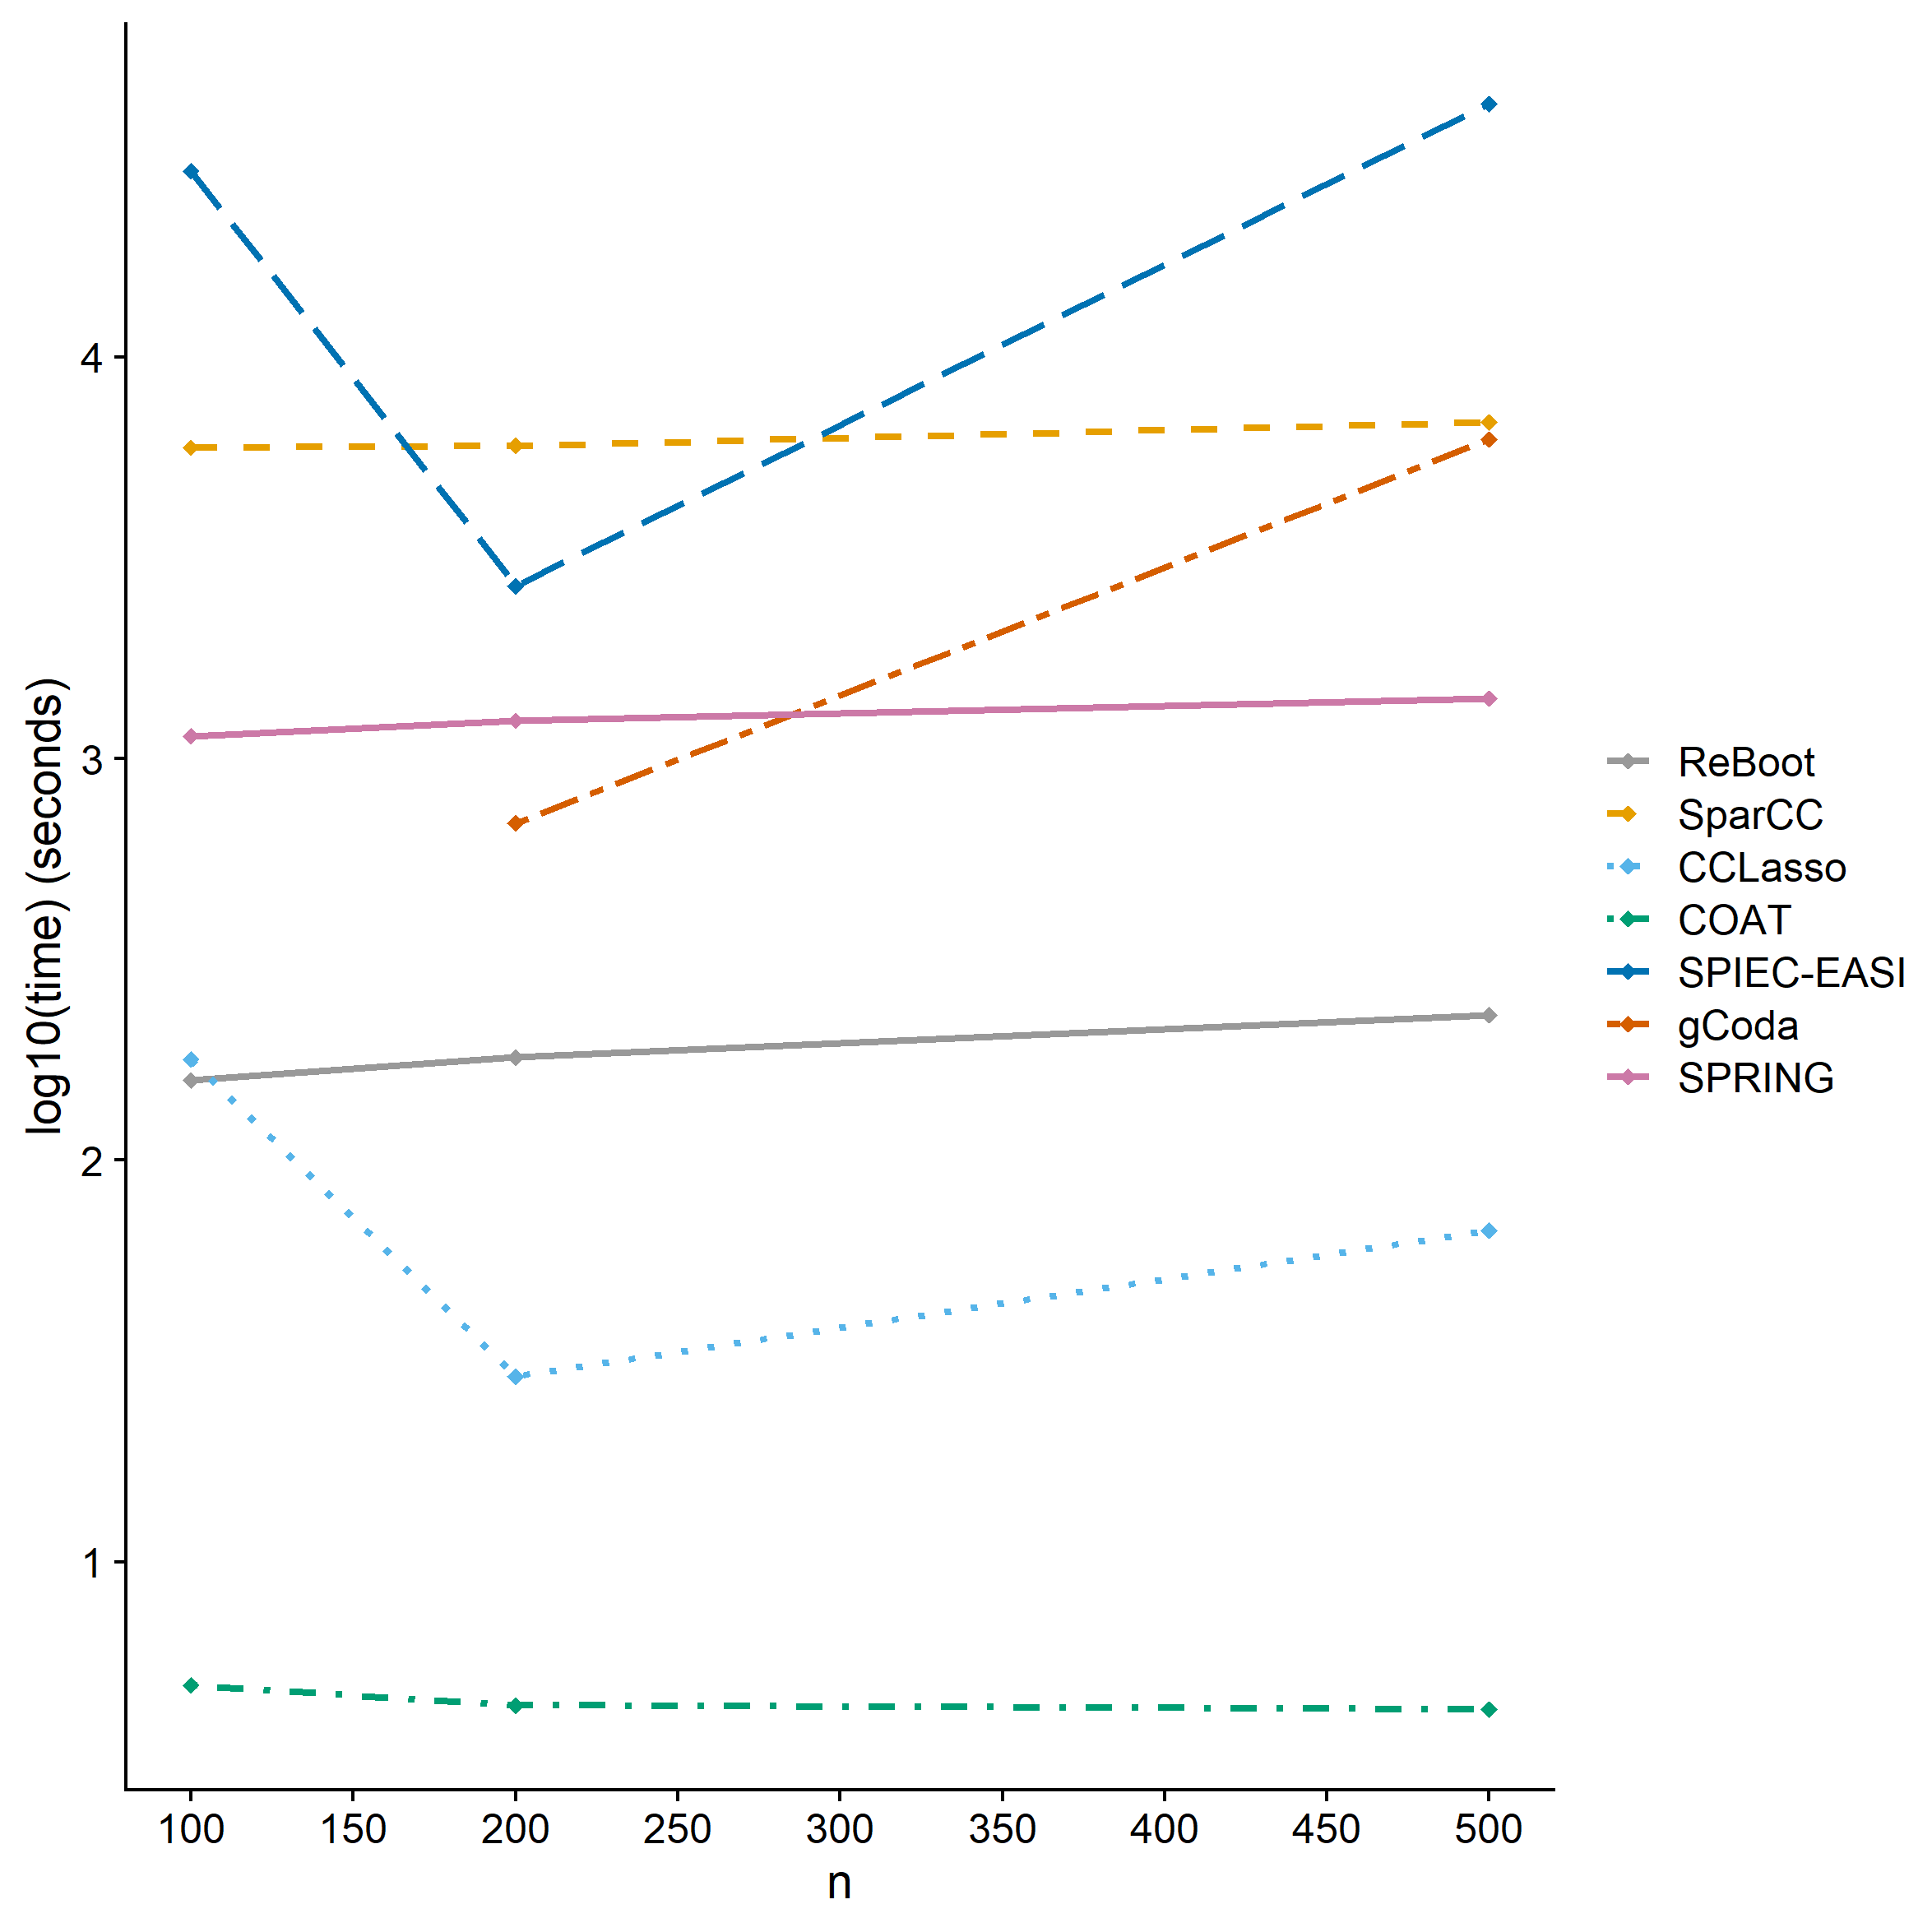 log10(time) (seconds)
4
3
2
1
100 150 200 250 300 350 400 450 500
n
ReBoot
SparCC
CCLasso
COAT
SPIEC-EASI
gCoda
SPRING